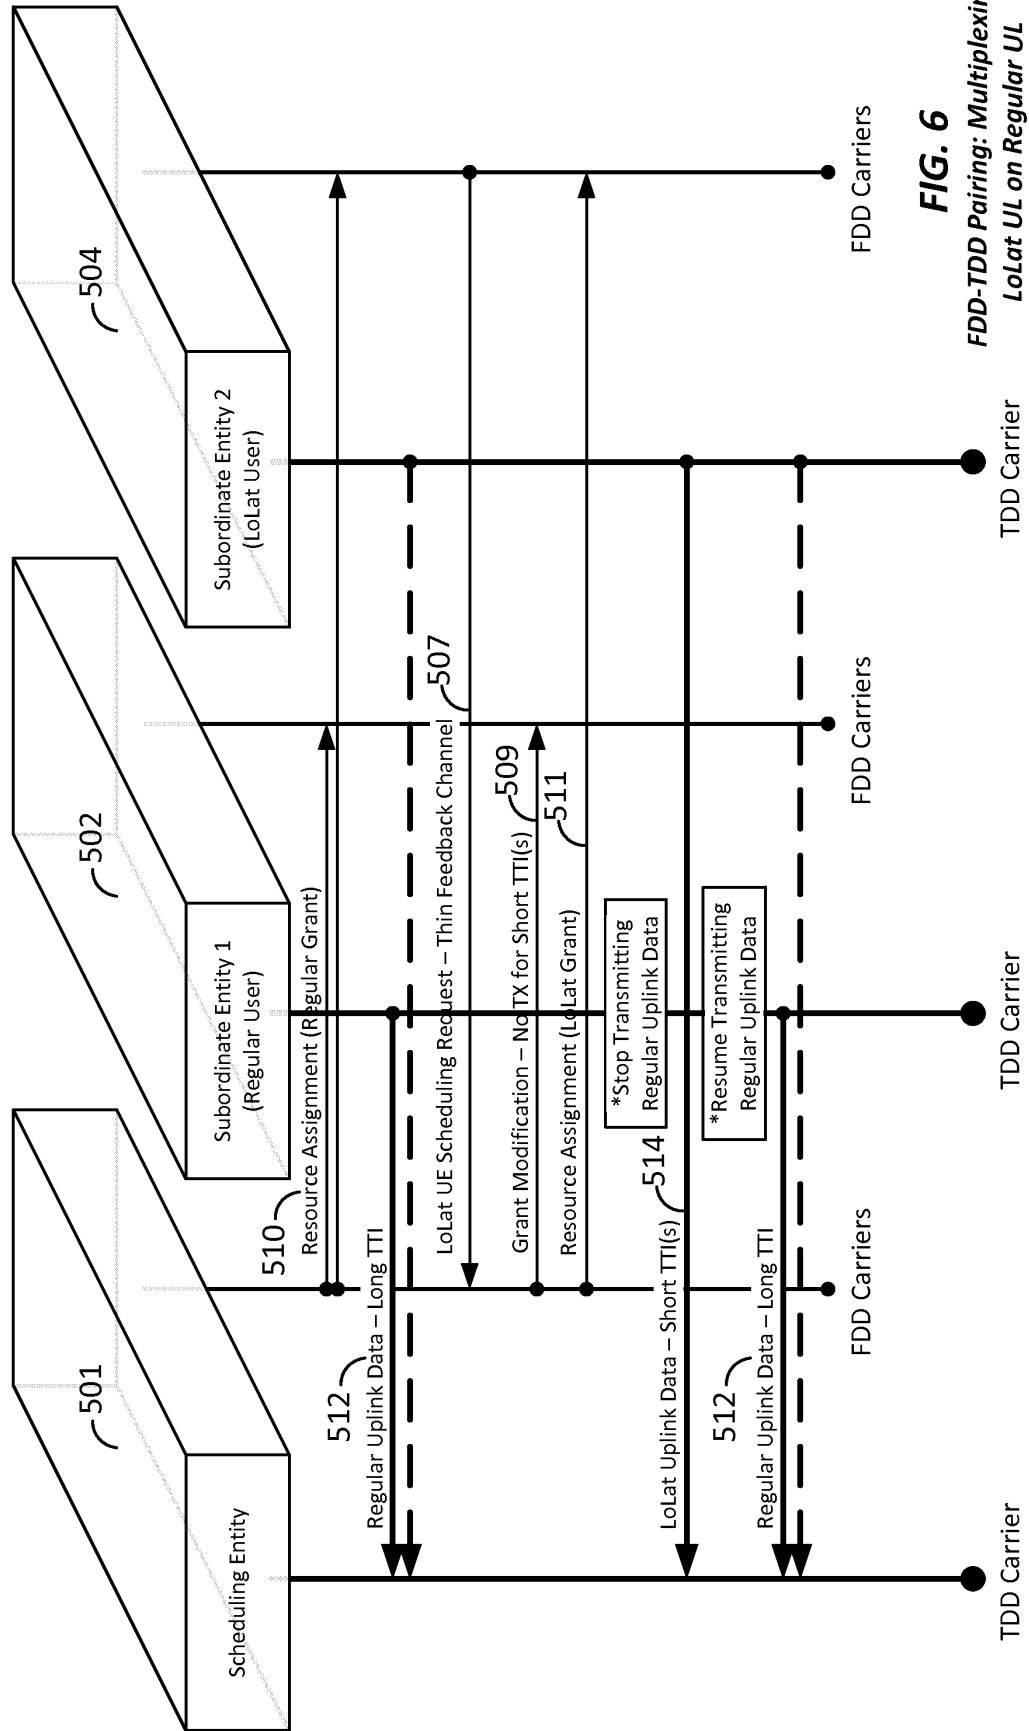 501
502
504
Scheduling Entity
Subordinate Entity 1
(Regular User)
Subordinate Entity 2
(LoLat User)
510
Resource Assignment (Regular Grant)
512
Regular Uplink Data – Long TTI
507
LoLat UE Scheduling Request – Thin Feedback Channel
509
Grant Modification – No TX for Short TTI(s)
511
Resource Assignment (LoLat Grant)
*Stop Transmitting
Regular Uplink Data
514
LoLat Uplink Data – Short TTI(s)
*Resume Transmitting
Regular Uplink Data
512
Regular Uplink Data – Long TTI
FDD Carriers
FDD Carriers
FDD Carriers
TDD Carrier
TDD Carrier
TDD Carrier
FIG. 6
FDD-TDD Pairing:
LoLat UL on Regular UL